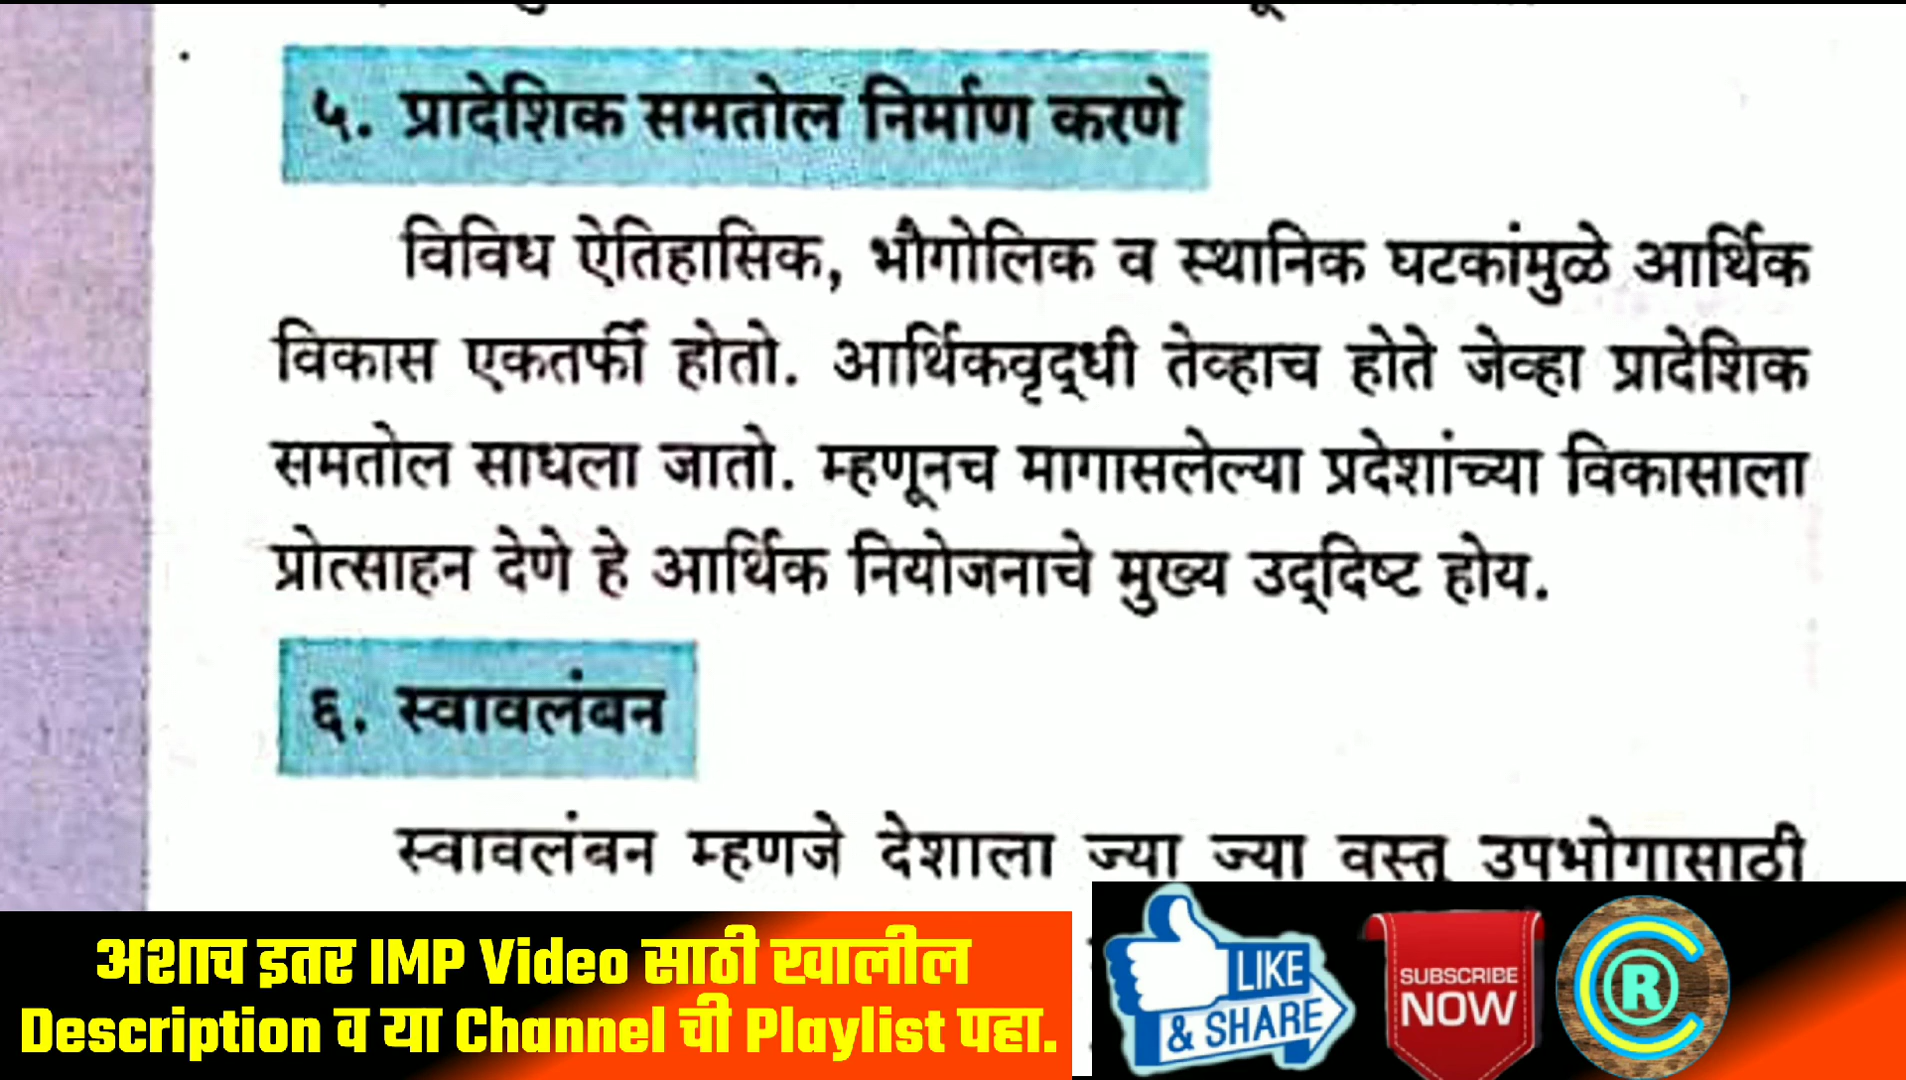 ५. प्रादेशिक समतोल निर्माण करणे
विविध ऐतिहासिक, भौगोलिक व स्थानिक घटकांमुळे आर्थिक
विकास एकतर्फी होतो. आर्थिकवृद्धी तेव्हाच होते जेव्हा प्रादेशिक
समतोल साधला जातो. म्हणूनच मागासलेल्या प्रदेशांच्या विकासाला
प्रोत्साहन देणे हे आर्थिक नियोजनाचे मुख्य उद्दिष्ट होय.
६. स्वावलंबन
स्वावलंबन म्हणजे देशाला ज्या ज्या वस्तू उपभोगासाठी
अशाच इतर IMP Video साठी खालील
Description व या Channel ची Playlist पहा.
LIKE
& SHARE
SUBSCRIBE
NOW
R